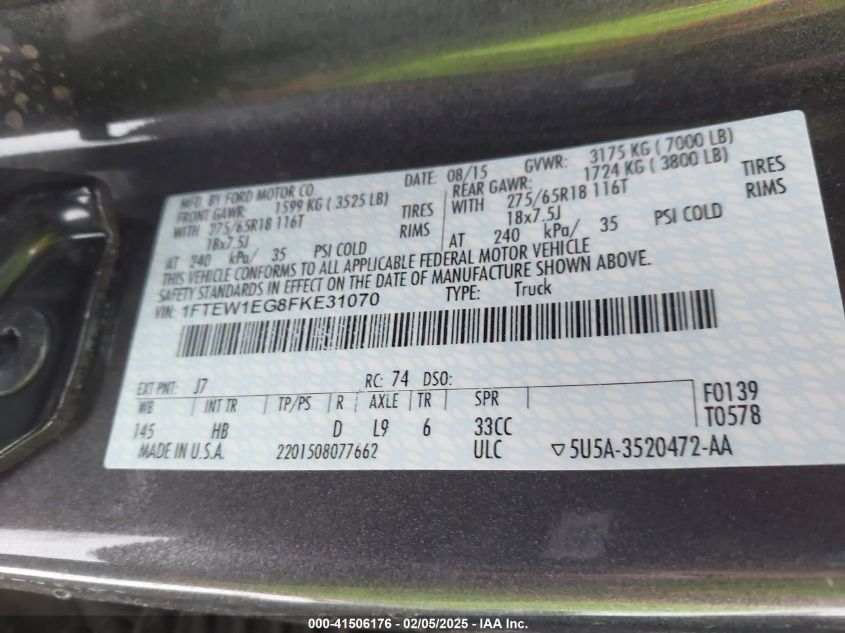 MFD. BY FORD MOTOR CO
DATE: 08/15 GVWR: 3175 KG ( 7000 LB)
FRONT GAWR: 1599 KG ( 3525 LB) REAR GAWR: 1724 KG ( 3800 LB)
WITH 275/65R18 116T TIRES WITH 275/65R18 116T TIRES
18x7.5J RIMS 18x7.5J RIMS
AT 240 kPa/ 35 PSI COLD AT 240 kPa/ 35 PSI COLD
THIS VEHICLE CONFORMS TO ALL APPLICABLE FEDERAL MOTOR VEHICLE
SAFETY STANDARDS IN EFFECT ON THE DATE OF MANUFACTURE SHOWN ABOVE.
VIN: 1FTEW1EG8FKE31070 TYPE: Truck
EXT PNT: J7 RC: 74 DSO:
WB INT TR TP/PS R AXLE TR SPR F0139
145 HB D L9 6 33CC T0578
MADE IN U.S.A. 2201508077662 ULC ▽5U5A-3520472-AA
000-41506176 - 02/05/2025 - IAA Inc.